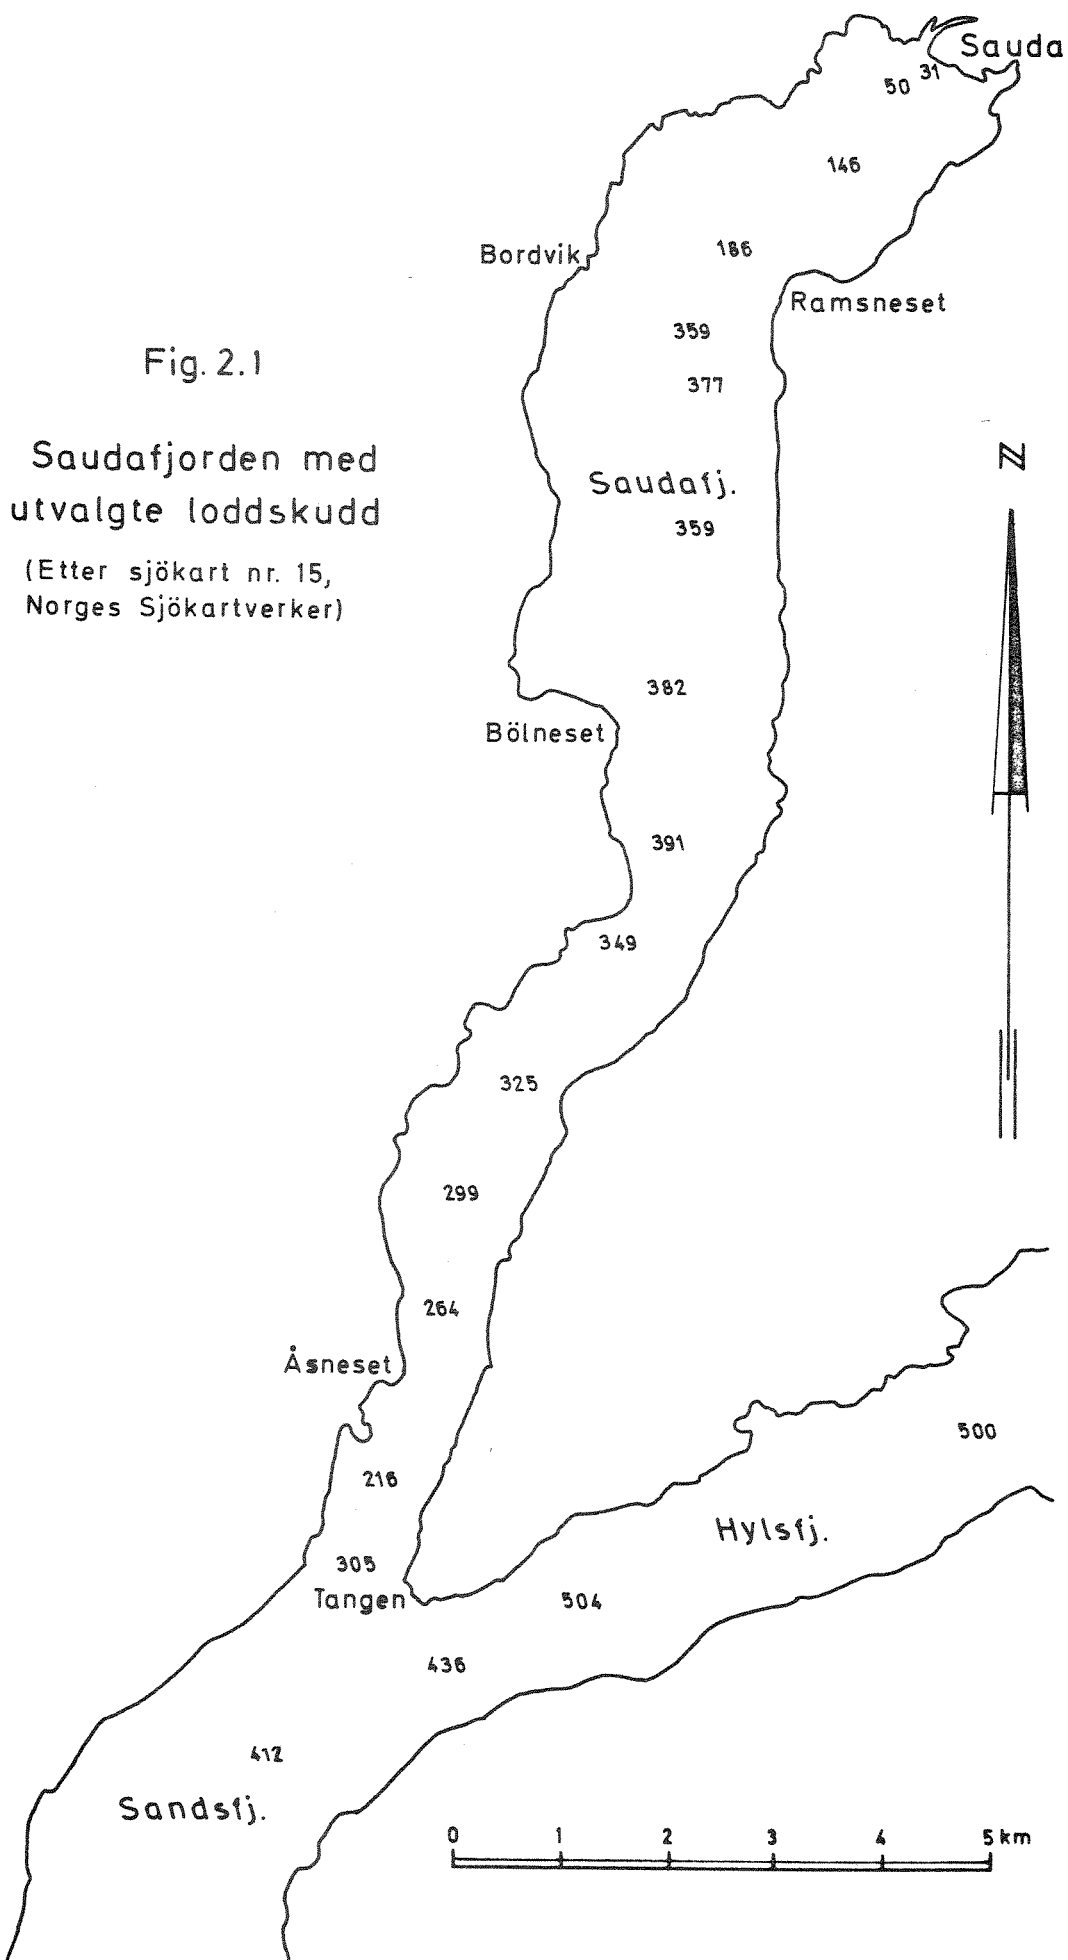 Sauda
31
50
146
186
Bordvik
Ramsneset
359
Fig. 2.1
377
N
Saudafjorden med
utvalgte loddskudd
Saudafj.
359
(Etter sjökart nr. 15,
Norges Sjökartverker)
382
Bölneset
391
349
325
299
264
Åsneset
500
216
Hylsfj.
305
Tangen
504
436
412
Sandsfj.
0 1 2 3 4 5 km